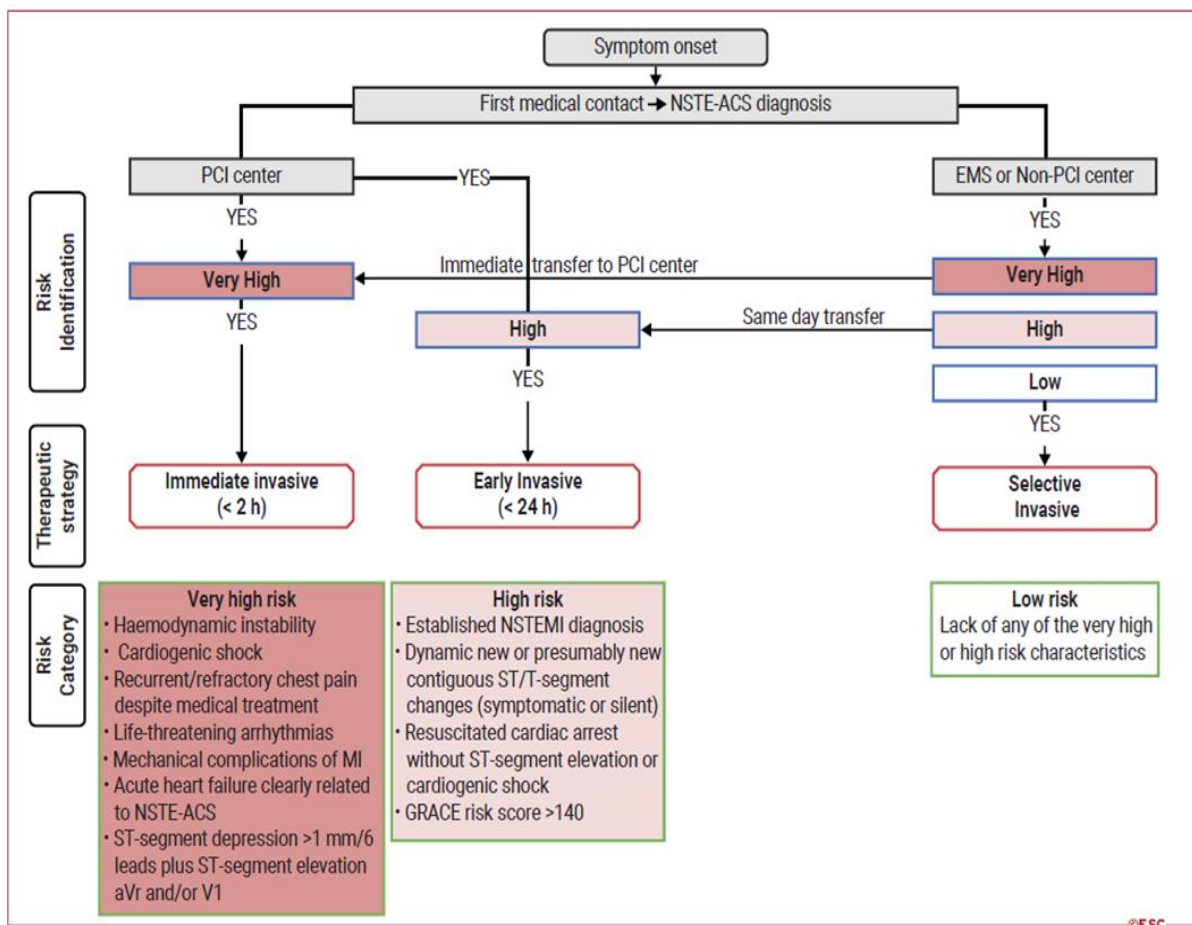 Symptom onset
First medical contact → NSTE-ACS diagnosis
PCI center
YES
EMS or Non-PCI center
YES
YES
Risk
Identification
Very High
Immediate transfer to PCI center
Very High
YES
High
Same day transfer
High
YES
Low
YES
Therapeutic
strategy
Immediate invasive
(< 2 h)
Early Invasive
(< 24 h)
Selective
Invasive
Risk
Category
Very high risk
· Haemodynamic instability
· Cardiogenic shock
· Recurrent/refractory chest pain
despite medical treatment
· Life-threatening arrhythmias
· Mechanical complications of MI
· Acute heart failure clearly related
to NSTE-ACS
· ST-segment depression >1 mm/6
leads plus ST-segment elevation
aVr and/or V1
High risk
· Established NSTEMI diagnosis
· Dynamic new or presumably new
contiguous ST/T-segment
changes (symptomatic or silent)
· Resuscitated cardiac arrest
without ST-segment elevation or
cardiogenic shock
· GRACE risk score >140
Low risk
Lack of any of the very high
or high risk characteristics
©ESC